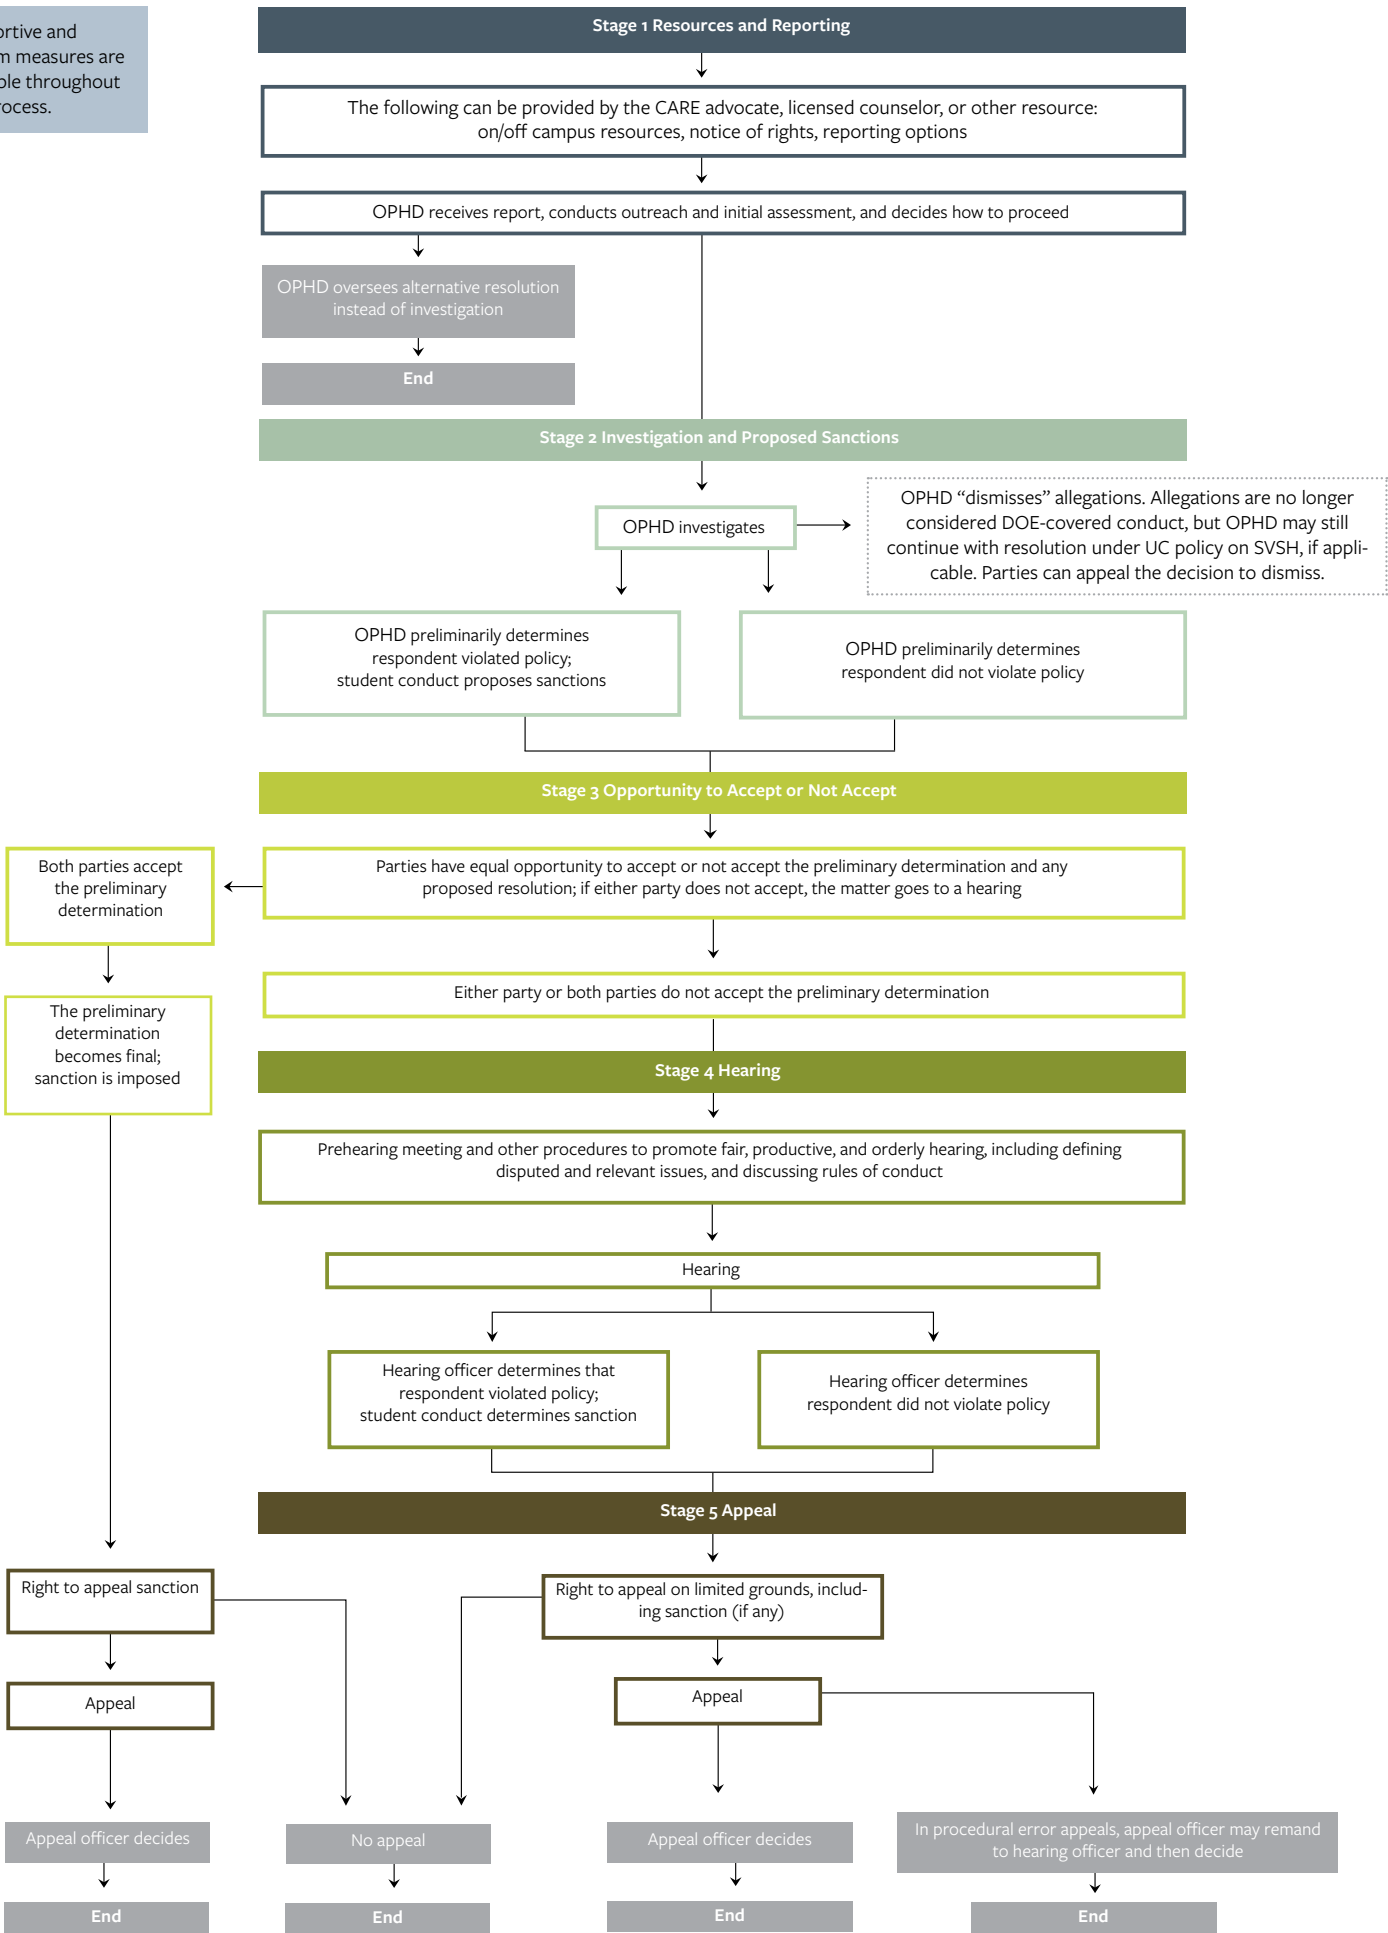 Stage 1 Resources and Reporting
and
measures are
throughout
The following can be provided by the CARE advocate, licensed counselor, or other resource:
on/off campus resources, notice of rights, reporting options
OPHD receives report, conducts outreach and initial assessment, and decides how to proceed
OPHD oversees alternative resolution
instead of investigation
End
Stage 2 Investigation and Proposed Sanctions
OPHD investigates
OPHD “dismisses” allegations. Allegations are no longer
considered DOE-covered conduct, but OPHD may still
continue with resolution under UC policy on SVSH, if appli-
cable. Parties can appeal the decision to dismiss.
OPHD preliminarily determines
respondent violated policy;
student conduct proposes sanctions
OPHD preliminarily determines
respondent did not violate policy
Stage 3 Opportunity to Accept or Not Accept
Both parties accept
the preliminary
determination
Parties have equal opportunity to accept or not accept the preliminary determination and any
proposed resolution; if either party does not accept, the matter goes to a hearing
Either party or both parties do not accept the preliminary determination
The preliminary
determination
becomes final;
sanction is imposed
Stage 4 Hearing
Prehearing meeting and other procedures to promote fair, productive, and orderly hearing, including defining
disputed and relevant issues, and discussing rules of conduct
Hearing
Hearing officer determines that
respondent violated policy;
student conduct determines sanction
Hearing officer determines
respondent did not violate policy
Stage 5 Appeal
Right to appeal sanction
Right to appeal on limited grounds, includ-
ing sanction (if any)
Appeal
Appeal
Appeal officer decides
No appeal
Appeal officer decides
In procedural error appeals, appeal officer may remand
to hearing officer and then decide
End
End
End
End